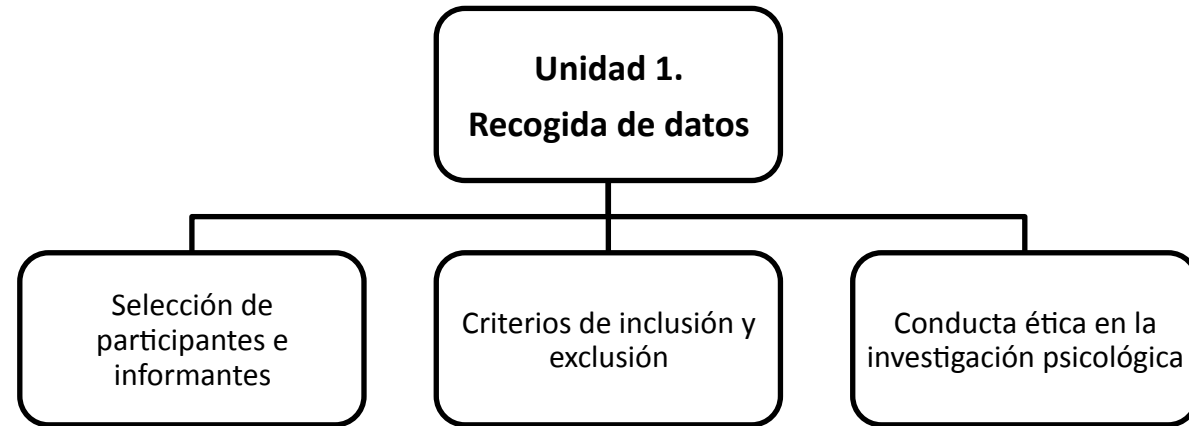 Unidad 1.
Recogida de datos
Selección de
participantes e
informantes
Criterios de inclusión y
exclusión
Conducta ética en la
investigación psicológica